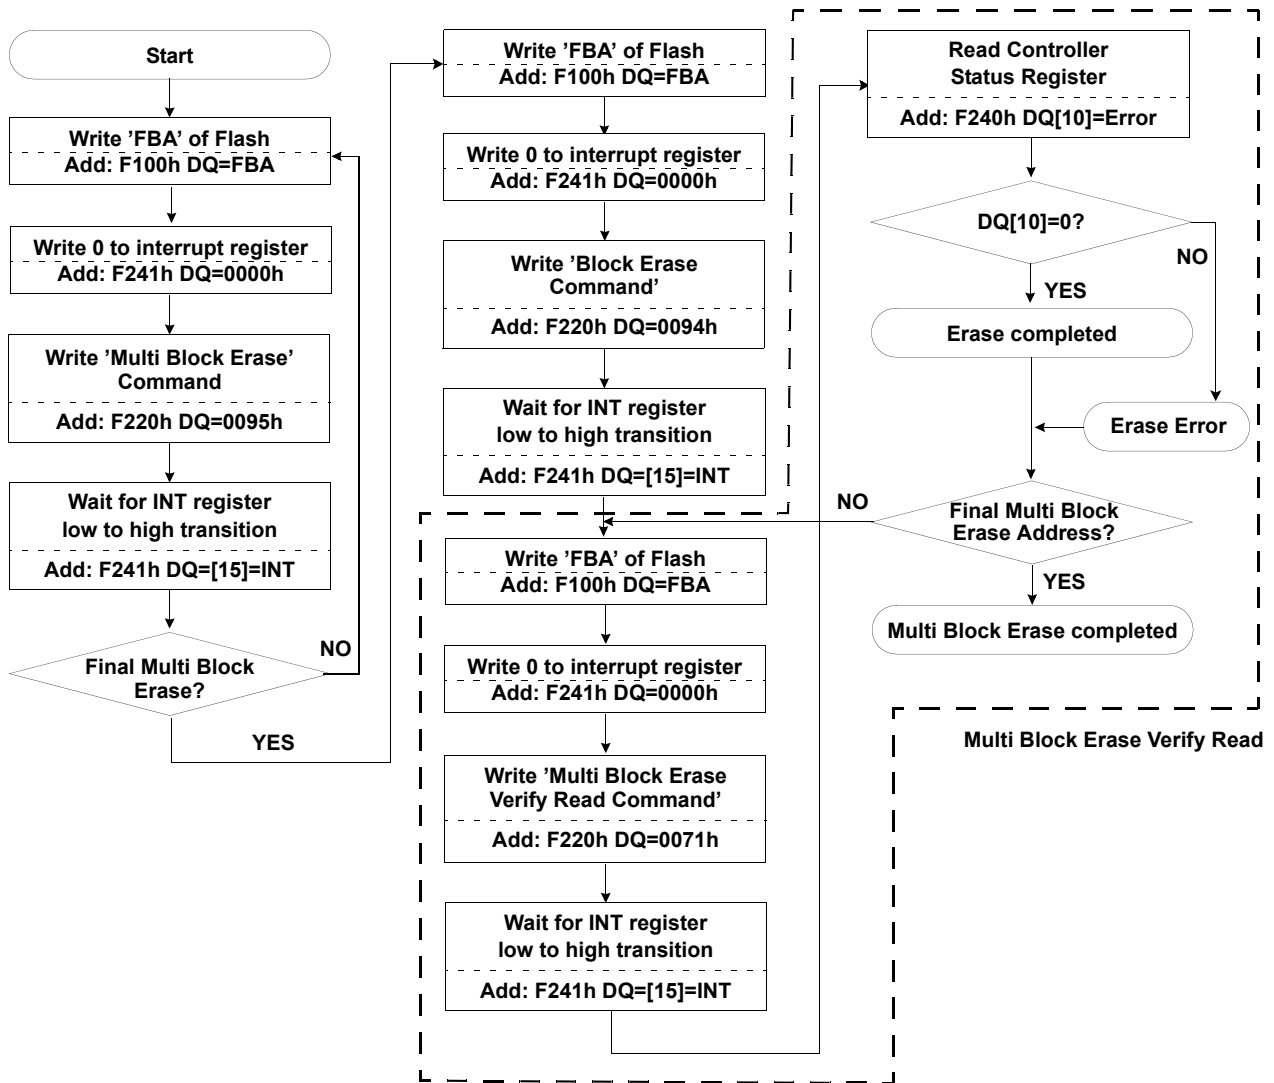 Start
Write ’FBA’ of Flash
Add: F100h DQ=FBA
Write 0 to interrupt register
Add: F241h DQ=0000h
Write ’Multi Block Erase’
Command
Add: F220h DQ=0095h
Wait for INT register
low to high transition
Add: F241h DQ=[15]=INT
Final Multi Block
Erase?
NO
YES
Write ’FBA’ of Flash
Add: F100h DQ=FBA
Write 0 to interrupt register
Add: F241h DQ=0000h
Write ’Block Erase
Command’
Add: F220h DQ=0094h
Wait for INT register
low to high transition
Add: F241h DQ=[15]=INT
Write ’FBA’ of Flash
Add: F100h DQ=FBA
Write 0 to interrupt register
Add: F241h DQ=0000h
Write ’Multi Block Erase
Verify Read Command’
Add: F220h DQ=0071h
Wait for INT register
low to high transition
Add: F241h DQ=[15]=INT
Read Controller
Status Register
Add: F240h DQ[10]=Error
DQ[10]=0?
NO
YES
Erase completed
Erase Error
NO
Final Multi Block
Erase Address?
YES
Multi Block Erase completed
Multi Block Erase Verify Read